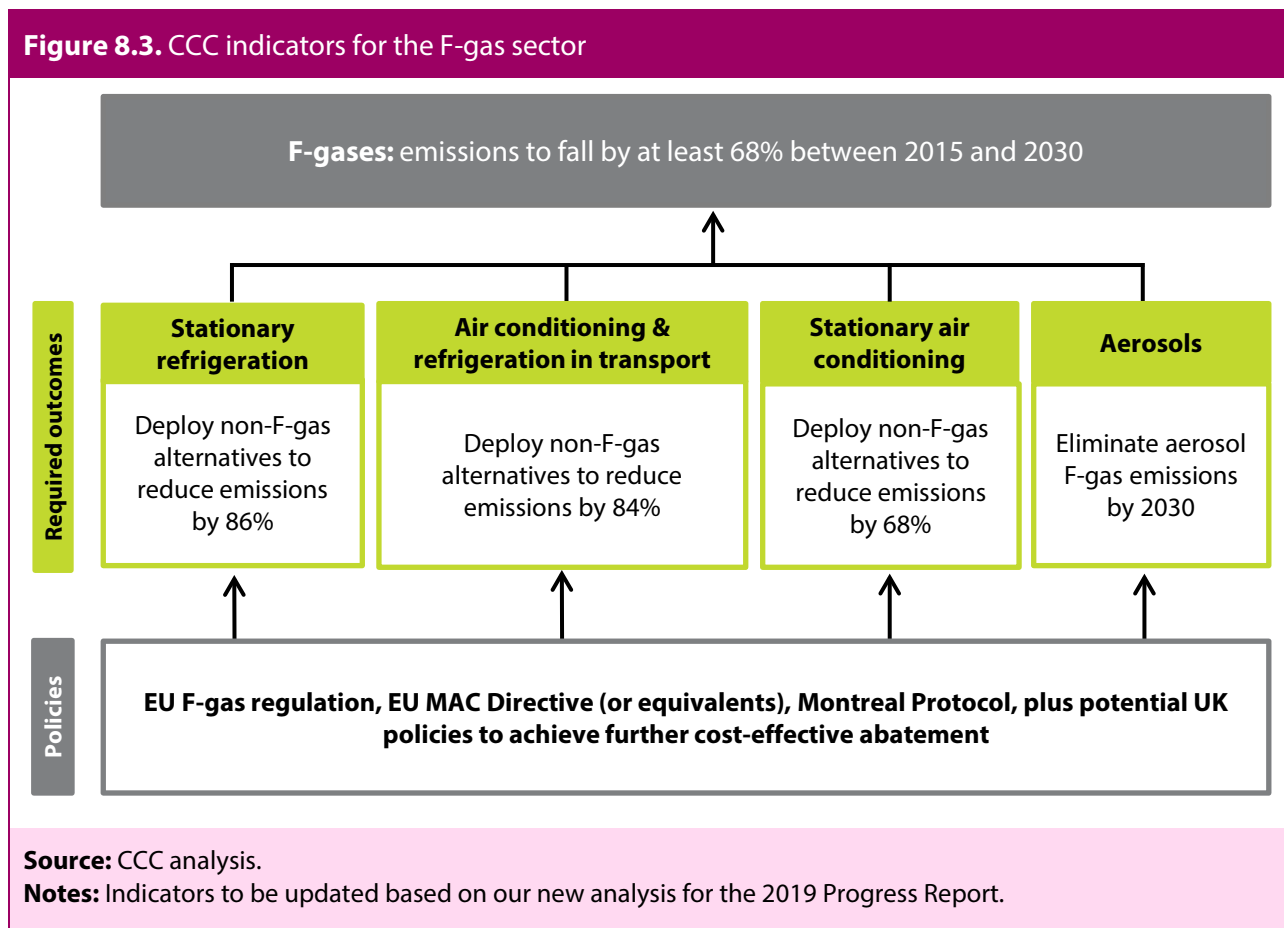 Figure 8.3. CCC indicators for the F-gas sector
F-gases: emissions to fall by at least 68% between 2015 and 2030
Required outcomes
Stationary
refrigeration
Deploy non-F-gas
alternatives to
reduce emissions
by 86%
Air conditioning &
refrigeration in transport
Deploy non-F-gas
alternatives to reduce
emissions by 84%
Stationary air
conditioning
Deploy non-F-gas
alternatives to
reduce emissions
by 68%
Aerosols
Eliminate aerosol
F-gas emissions
by 2030
Policies
EU F-gas regulation, EU MAC Directive (or equivalents), Montreal Protocol, plus potential UK
policies to achieve further cost-effective abatement
Source: CCC analysis.
Notes: Indicators to be updated based on our new analysis for the 2019 Progress Report.